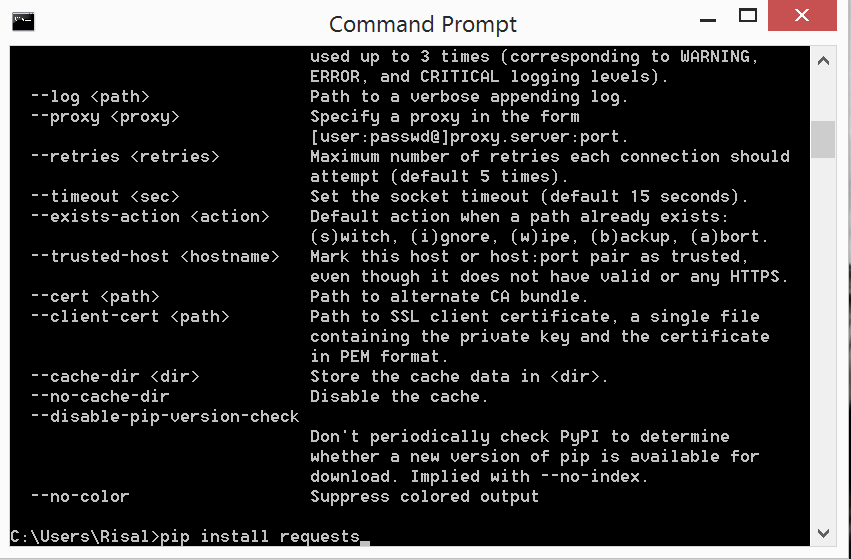 Command Prompt
used up to 3 times (corresponding to WARNING,
ERROR, and CRITICAL logging levels).
--log <path> Path to a verbose appending log.
--proxy <proxy> Specify a proxy in the form
[user:passwd@]proxy.server:port.
--retries <retries> Maximum number of retries each connection should
attempt (default 5 times).
--timeout <sec> Set the socket timeout (default 15 seconds).
--exists-action <action> Default action when a path already exists:
(s)witch, (i)gnore, (w)ipe, (b)ackup, (a)bort.
--trusted-host <hostname> Mark this host or host:port pair as trusted,
even though it does not have valid or any HTTPS.
--cert <path> Path to alternate CA bundle.
--client-cert <path> Path to SSL client certificate, a single file
containing the private key and the certificate
in PEM format.
--cache-dir <dir> Store the cache data in <dir>.
--no-cache-dir Disable the cache.
--disable-pip-version-check
Don't periodically check PyPI to determine
whether a new version of pip is available for
download. Implied with --no-index.
--no-color Suppress colored output
C:\Users\Risal>pip install requests_